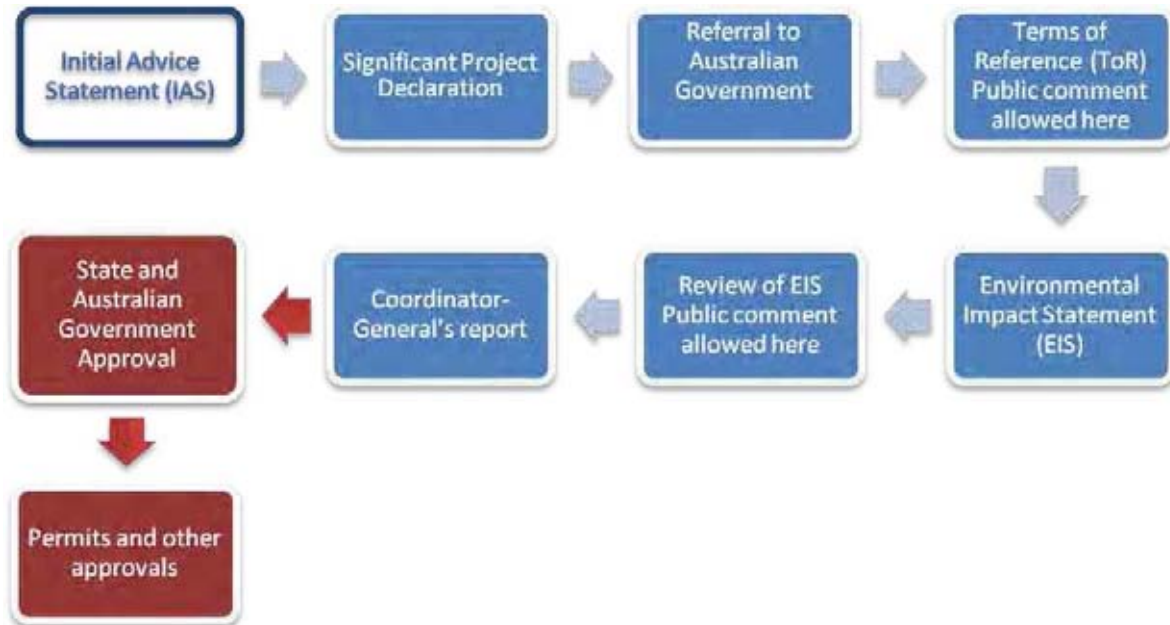 Initial Advice
Statement (IAS)
Significant Project
Declaration
Referral to
Australian
Government
Terms of
Reference (ToR)
Public comment
allowed here
Environmental
Impact Statement
(EIS)
Review of EIS
Public comment
allowed here
Coordinator-
General's report
State and
Australian
Government
Approval
Permits and other
approvals